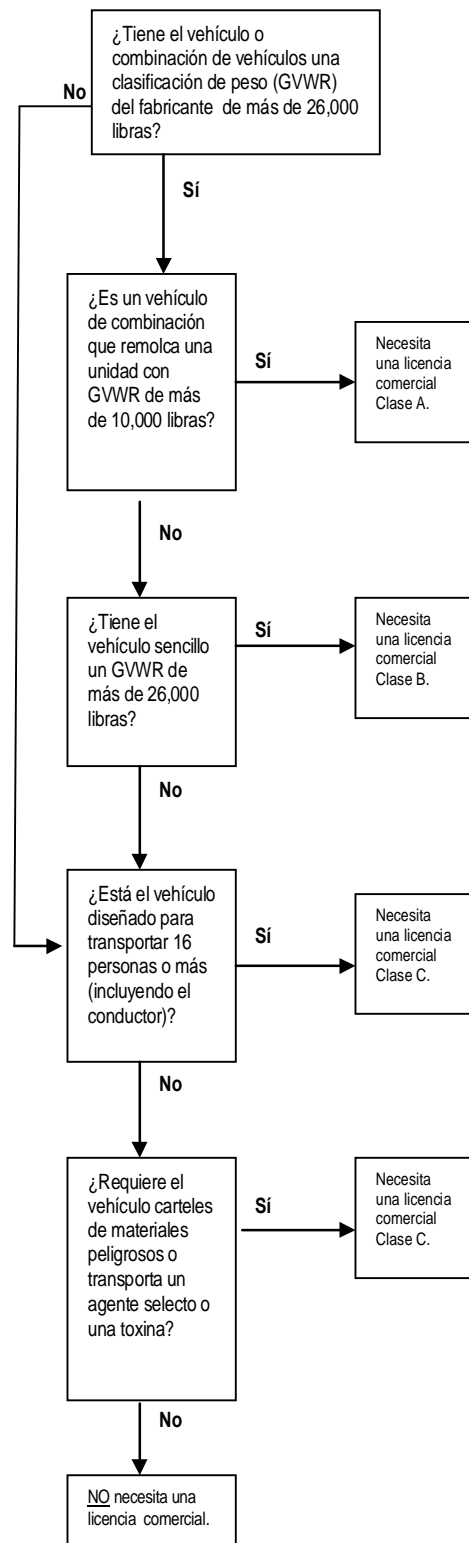 ¿Tiene el vehículo o
combinación de vehículos una
clasificación de peso (GVWR)
del fabricante de más de 26,000
libras?
No
Sí
¿Es un vehículo
de combinación
que remolca una
unidad con
GVWR de más
de 10,000 libras?
Sí
Necesita
una licencia
comercial
Clase A.
No
¿Tiene el
vehículo sencillo
un GVWR de
más de 26,000
libras?
Sí
Necesita
una licencia
comercial
Clase B.
No
¿Está el vehículo
diseñado para
transportar 16
personas o más
(incluyendo el
conductor)?
Sí
Necesita
una licencia
comercial
Clase C.
No
¿Requiere el
vehículo carteles
de materiales
peligrosos o
transporta un
agente selecto o
una toxina?
Sí
Necesita
una licencia
comercial
Clase C.
No
NO necesita una
licencia comercial.